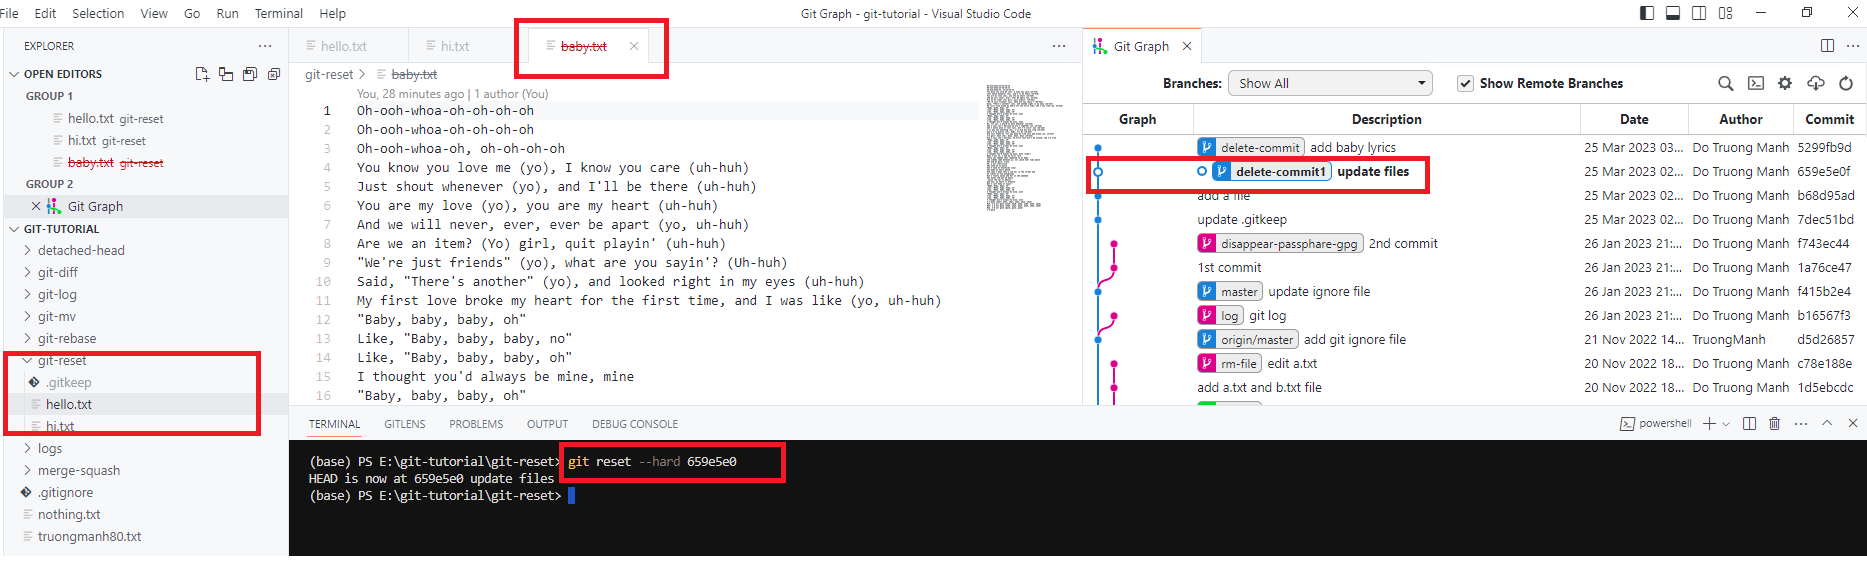 File Edit Selection View Go Run Terminal Help
Git Graph - git-tutorial - Visual Studio Code
EXPLORER
OPEN EDITORS
GROUP 1
hello.txt git-reset
hi.txt git-reset
baby.txt git-reset
GROUP 2
Git Graph
GIT-TUTORIAL
detached-head
git-diff
git-log
git-mv
git-rebase
git-reset
.gitkeep
hello.txt
hi.txt
logs
merge-squash
.gitignore
nothing.txt
truongmanh80.txt
hello.txt hi.txt baby.txt
git-reset > baby.txt
You, 28 minutes ago | 1 author (You)
1 Oh-ooh-whoa-oh-oh-oh-oh
2 Oh-ooh-whoa-oh-oh-oh-oh
3 Oh-ooh-whoa-oh, oh-oh-oh-oh
4 You know you love me (yo), I know you care (uh-huh)
5 Just shout whenever (yo), and I'll be there (uh-huh)
6 You are my love (yo), you are my heart (uh-huh)
7 And we will never, ever, ever be apart (yo, uh-huh)
8 Are we an item? (Yo) girl, quit playin' (uh-huh)
9 "We're just friends" (yo), what are you sayin'? (Uh-huh)
10 Said, "There's another" (yo), and looked right in my eyes (uh-huh)
11 My first love broke my heart for the first time, and I was like (yo, uh-huh)
12 "Baby, baby, baby, oh"
13 Like, "Baby, baby, baby, no"
14 Like, "Baby, baby, baby, oh"
15 I thought you'd always be mine, mine
16 "Baby, baby, baby, oh"
Git Graph
Branches: Show All Show Remote Branches
Graph Description Date Author Commit
delete-commit add baby lyrics 25 Mar 2023 03... Do Truong Manh 5299fb9d
delete-commit1 update files 25 Mar 2023 02... Do Truong Manh 659e5e0f
add a file 25 Mar 2023 02... Do Truong Manh b68d95ad
update .gitkeep 25 Mar 2023 02... Do Truong Manh 7dec51bd
disappear-passphare-gpg 2nd commit 26 Jan 2023 21:... Do Truong Manh f743ec44
1st commit 26 Jan 2023 21:... Do Truong Manh 1a76ce47
master update ignore file 26 Jan 2023 21:... Do Truong Manh f415b2e4
log git log 26 Jan 2023 21:... Do Truong Manh b16567f3
origin/master add git ignore file 21 Nov 2022 14... TruongManh d5d26857
rm-file edit a.txt 20 Nov 2022 18... Do Truong Manh c78e188e
add a.txt and b.txt file 20 Nov 2022 18... Do Truong Manh 1d5ebcdc
TERMINAL GITLENS PROBLEMS OUTPUT DEBUG CONSOLE
powershell
(base) PS E:\git-tutorial\git-reset> git reset --hard 659e5e0
HEAD is now at 659e5e0 update files
(base) PS E:\git-tutorial\git-reset>